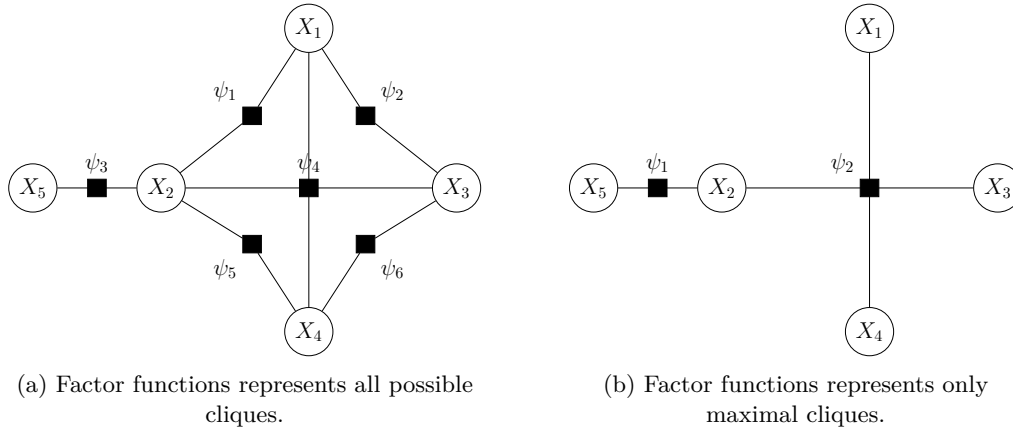 X₁
X₁
ψ₁
ψ₂
ψ₃
ψ₄
ψ₁
ψ₂
X₅
X₂
X₃
X₅
X₂
X₃
ψ₅
ψ₆
X₄
X₄
(a) Factor functions represents all possible
cliques.
(b) Factor functions represents only
maximal cliques.